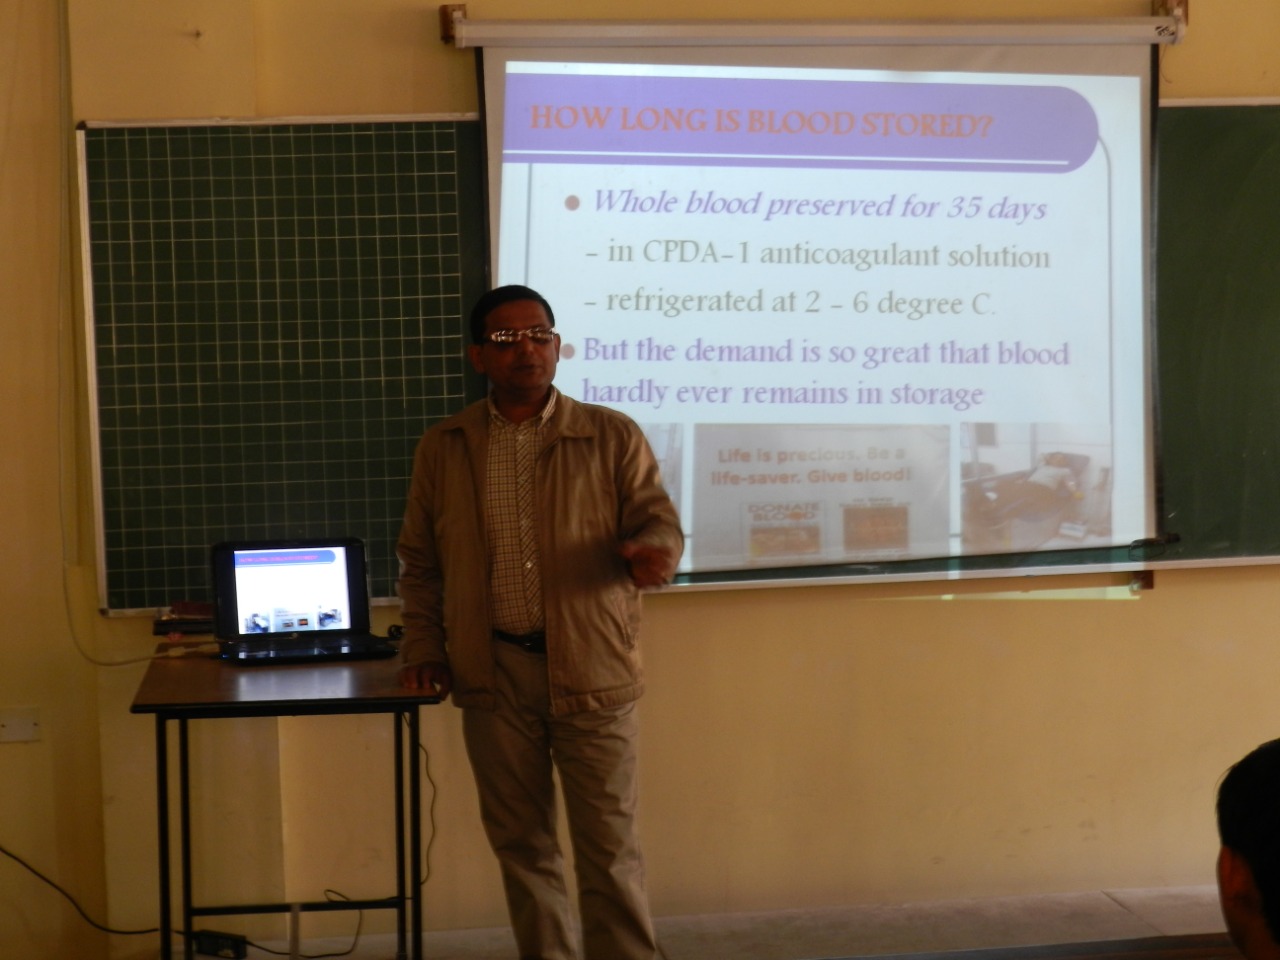 HOW LONG IS BLOOD STORED?
Whole blood preserved for 35 days
– in CPDA–1 anticoagulant solution
– refrigerated at 2 – 6 degree C.
But the demand is so great that blood
hardly ever remains in storage
Life is precious. Be a
life-saver. Give blood!
DONATE
BLOOD